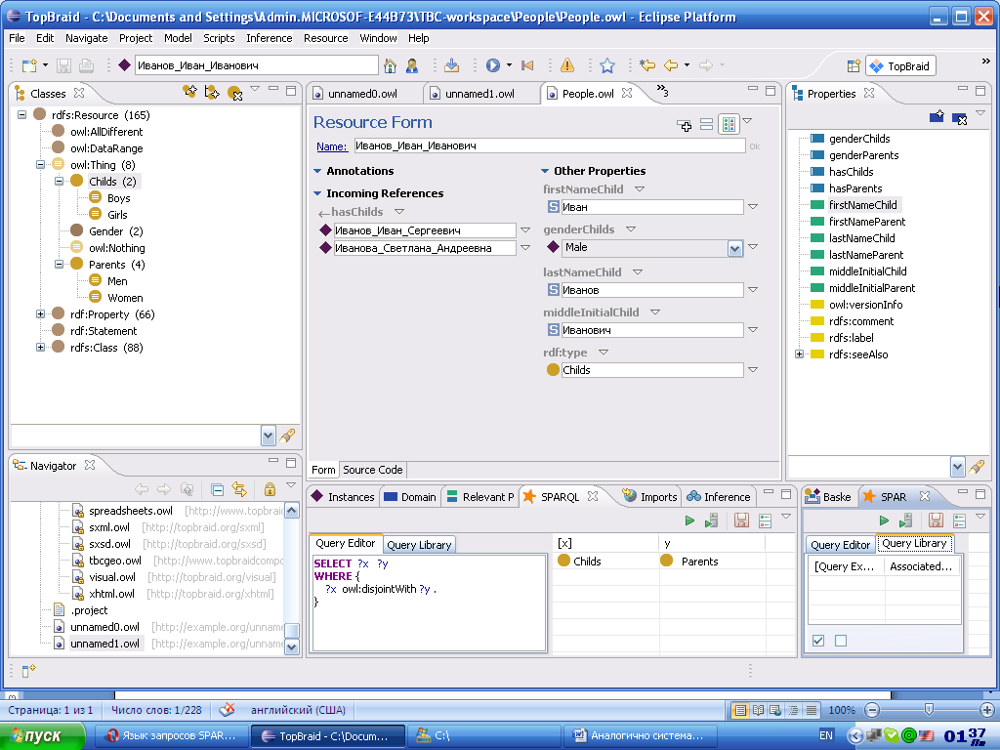 TopBraid - C:\Documents and Settings\Admin.MICROSOF-E44B73\TBC-workspace\People\People.owl - Eclipse Platform
File Edit Navigate Project Model Scripts Inference Resource Window Help
Иванов_Иван_Иванович
TopBraid
Classes
rdfs:Resource (165)
owl:AllDifferent
owl:DataRange
owl:Thing (8)
Childs (2)
Boys
Girls
Gender (2)
owl:Nothing
Parents (4)
Men
Women
rdf:Property (66)
rdf:Statement
rdfs:Class (88)
unnamed0.owl unnamed1.owl People.owl »3
Resource Form
Name: Иванов_Иван_Иванович ok
Annotations
Incoming References
hasChilds
Иванов_Иван_Сергеевич
Иванова_Светлана_Андреевна
Other Properties
firstNameChild
Иван
genderChilds
Male
lastNameChild
Иванов
middleInitialChild
Иванович
rdf:type
Childs
Form Source Code
Properties
genderChilds
genderParents
hasChilds
hasParents
firstNameChild
firstNameParent
lastNameChild
lastNameParent
middleInitialChild
middleInitialParent
owl:versionInfo
rdfs:comment
rdfs:label
rdfs:seeAlso
Navigator
spreadsheets.owl [http://www.topbraid
sxml.owl [http://topbraid.org/sxml]
sxsd.owl [http://topbraid.org/sxsd]
tbcgeo.owl [http://www.topbraidcompo
visual.owl [http://topbraid.org/visual]
xhtml.owl [http://topbraid.org/xhtml]
.project
unnamed0.owl [http://example.org/unname
unnamed1.owl [http://example.org/unname
Instances Domain Relevant P SPARQL Imports Inference
Query Editor Query Library
SELECT ?x ?y
WHERE {
?x owl:disjointWith ?y .
}
[x] y
Childs Parents
Baske SPAR
Query Editor Query Library
[Query Ex... Associated...
Страница: 1 из 1 Число слов: 1/228 английский (США) 100%
пуск Язык запросов SPAR... TopBraid - C:\Docum... C:\ Аналогично система... EN 01:37